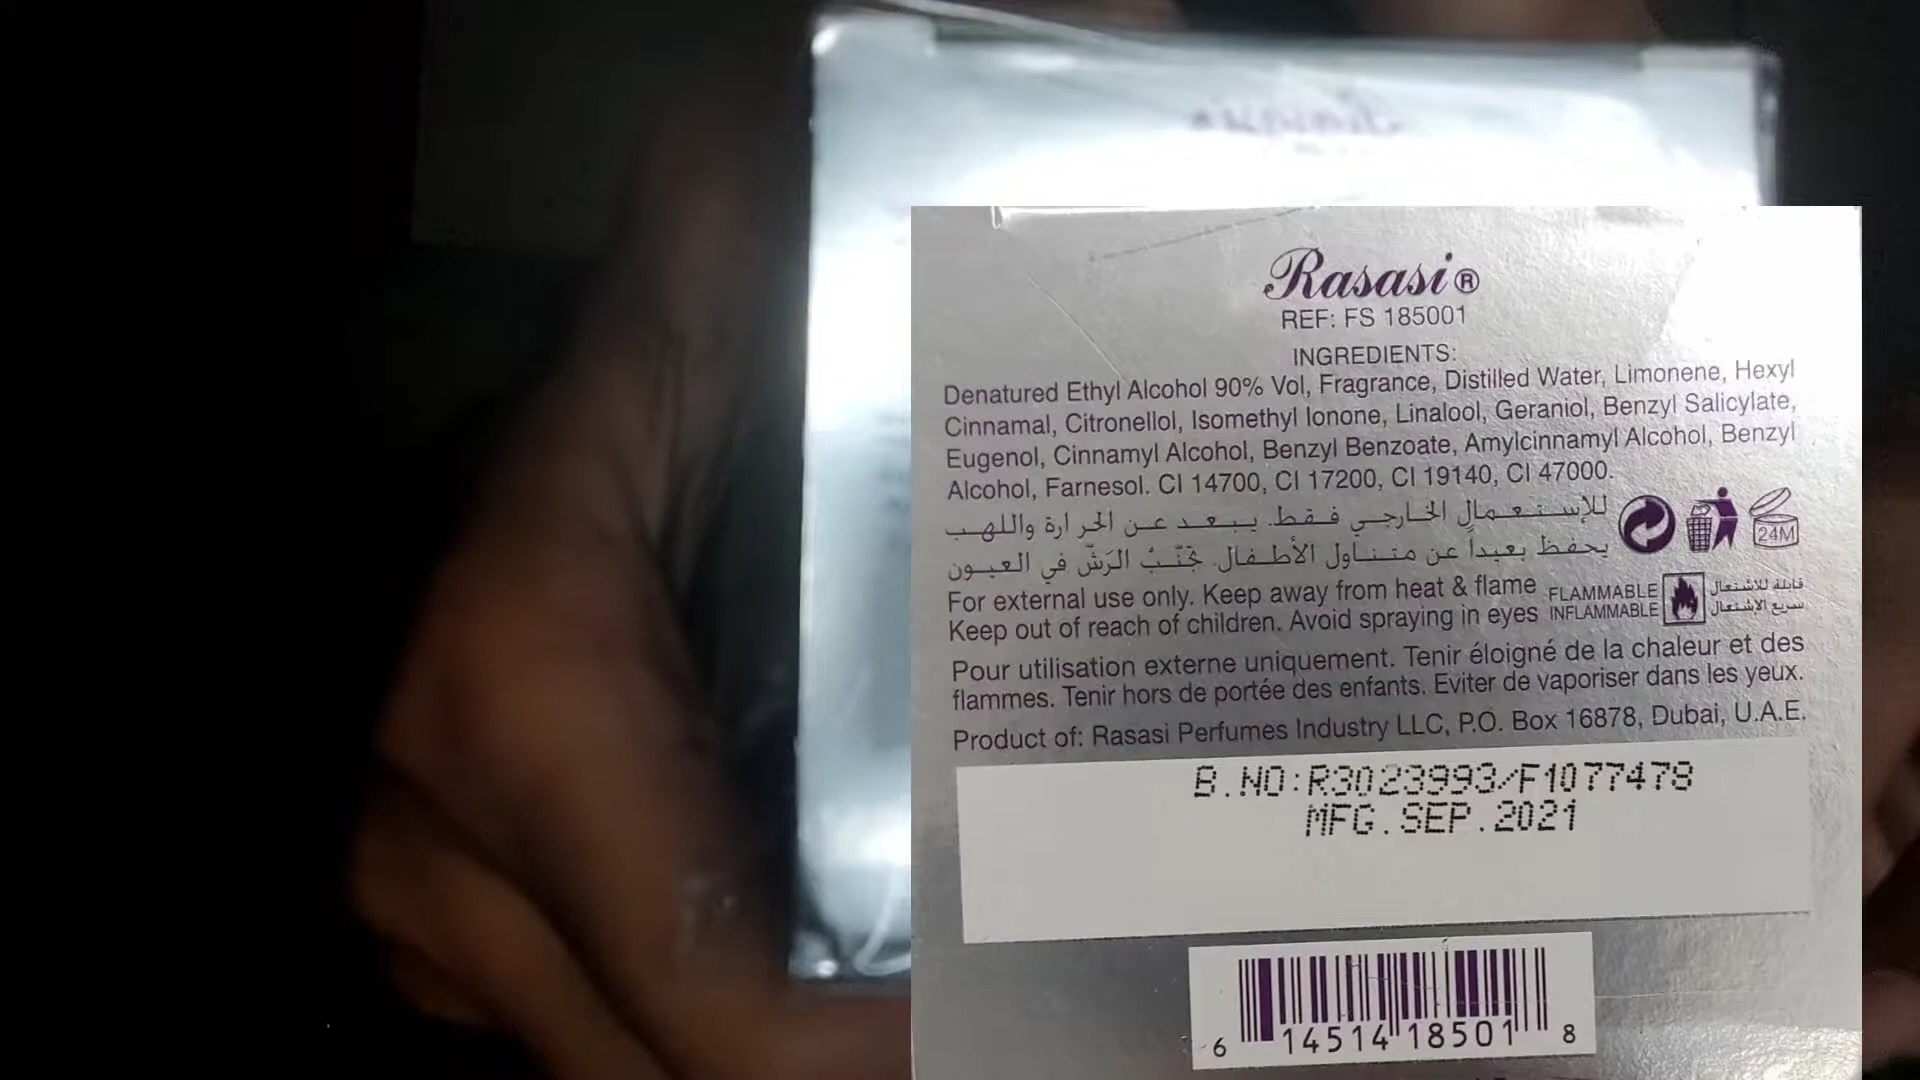 Rasasi®
REF: FS 185001
INGREDIENTS:
Denatured Ethyl Alcohol 90% Vol, Fragrance, Distilled Water, Limonene, Hexyl
Cinnamal, Citronellol, Isomethyl Ionone, Linalool, Geraniol, Benzyl Salicylate,
Eugenol, Cinnamyl Alcohol, Benzyl Benzoate, Amylcinnamyl Alcohol, Benzyl
Alcohol, Farnesol. CI 14700, CI 17200, CI 19140, CI 47000.
للإستعمال الخارجي فقط. يبعد عن الحرارة واللهب
يحفظ بعيداً عن متناول الأطفال. تجنّبُ الرَشّ في العيون
24M
For external use only. Keep away from heat & flame
Keep out of reach of children. Avoid spraying in eyes
FLAMMABLE قابلة للاشتعال
INFLAMMABLE سريع الإشتعال
Pour utilisation externe uniquement. Tenir éloigné de la chaleur et des
flammes. Tenir hors de portée des enfants. Eviter de vaporiser dans les yeux.
Product of: Rasasi Perfumes Industry LLC, P.O. Box 16878, Dubai, U.A.E.
B.NO:R3023993/F1077478
MFG.SEP.2021
6 14514 18501 8